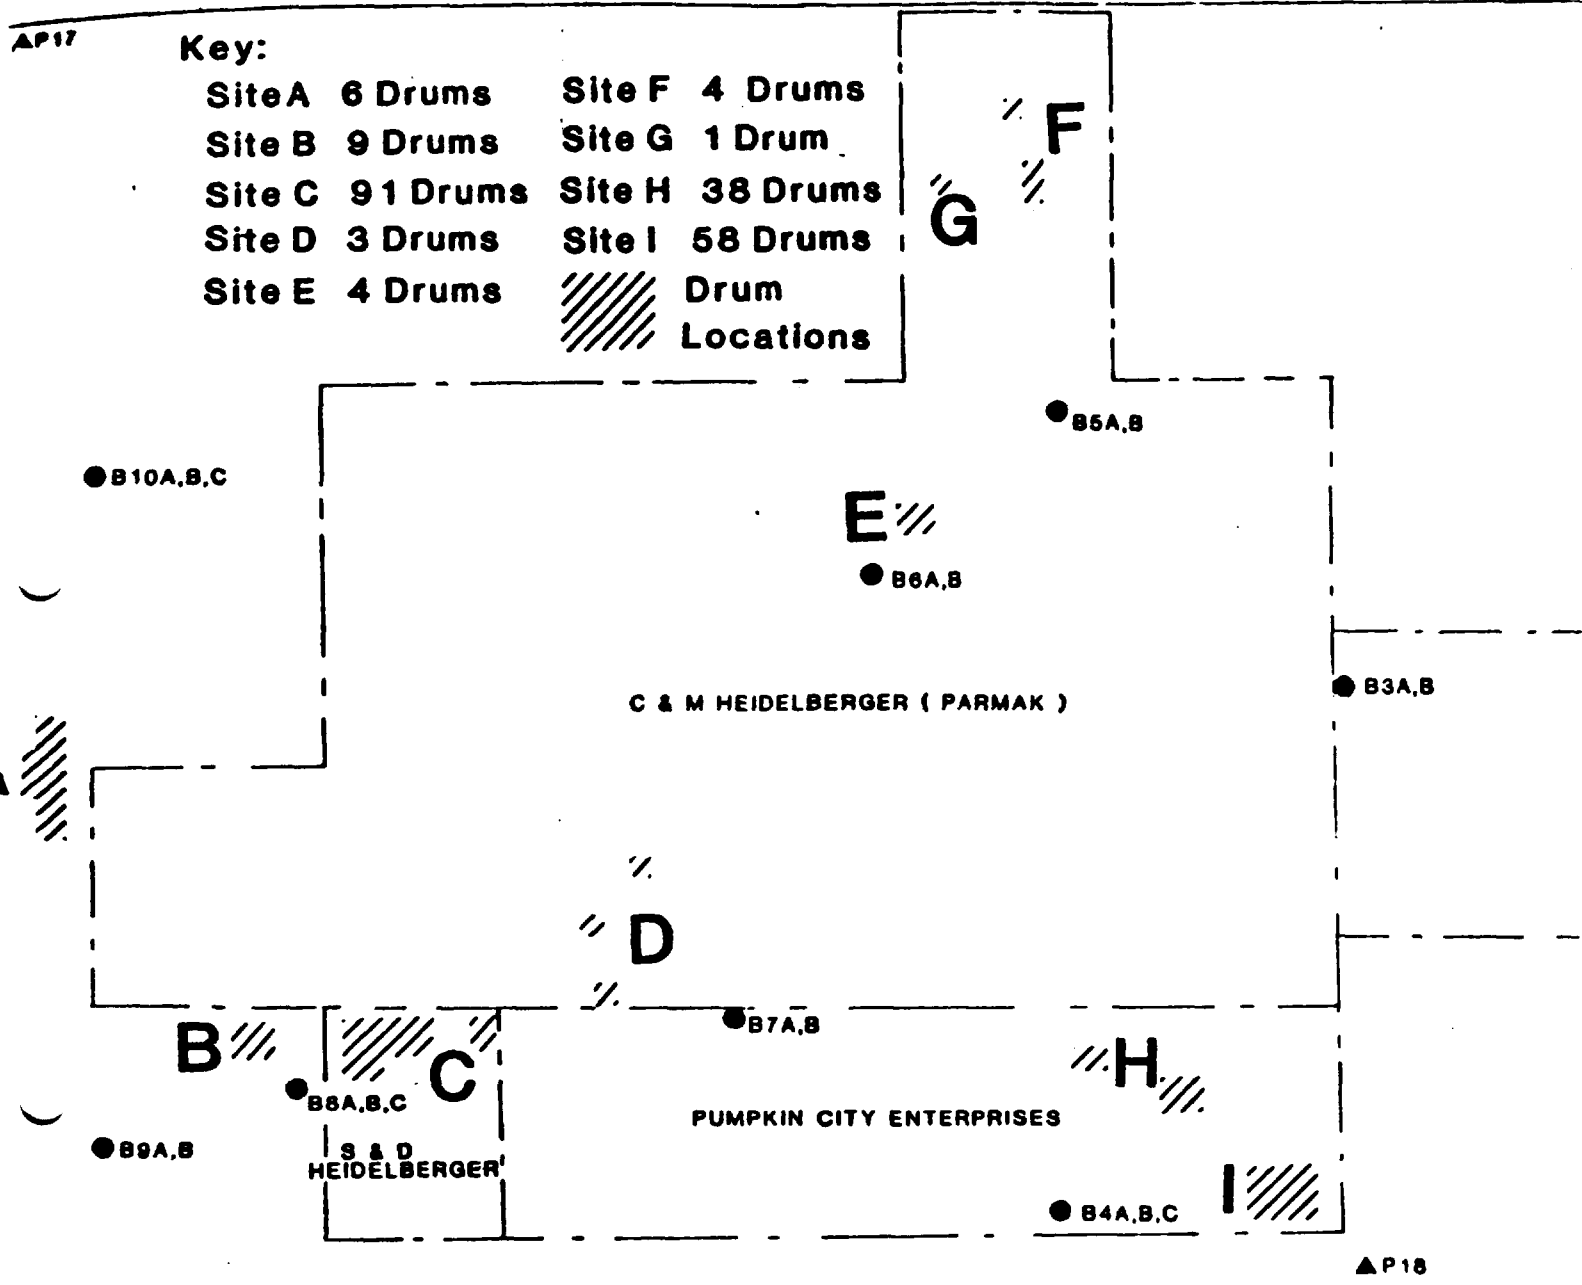 ▲P17
Key:
Site A 6 Drums
Site B 9 Drums
Site C 91 Drums
Site D 3 Drums
Site E 4 Drums
Site F 4 Drums
Site G 1 Drum
Site H 38 Drums
Site I 58 Drums
Drum
Locations
F
G
B5A,B
B10A,B,C
E
B6A,B
C & M HEIDELBERGER ( PARMAK )
B3A,B
A
D
B
C
B7A,B
H
B8A,B,C
PUMPKIN CITY ENTERPRISES
B9A,B
S & D
HEIDELBERGER
I
B4A,B,C
▲P18